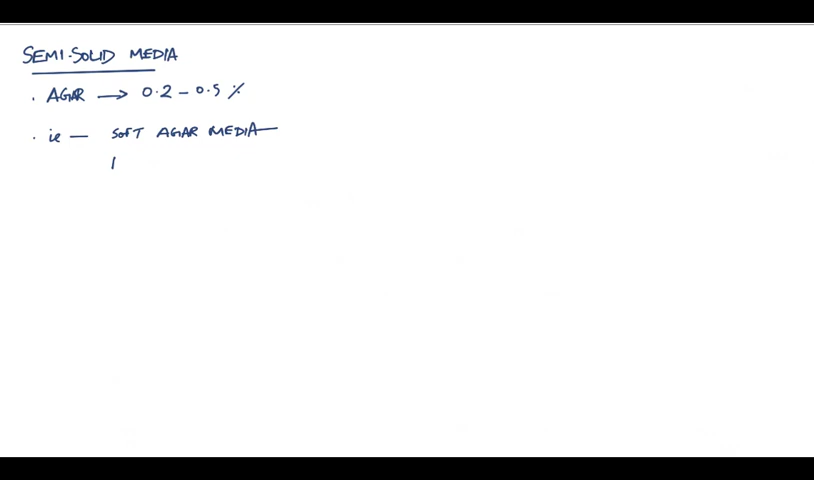 SEMI-SOLID MEDIA
. AGAR → 0.2 - 0.5 %
. ie — SOFT AGAR MEDIA